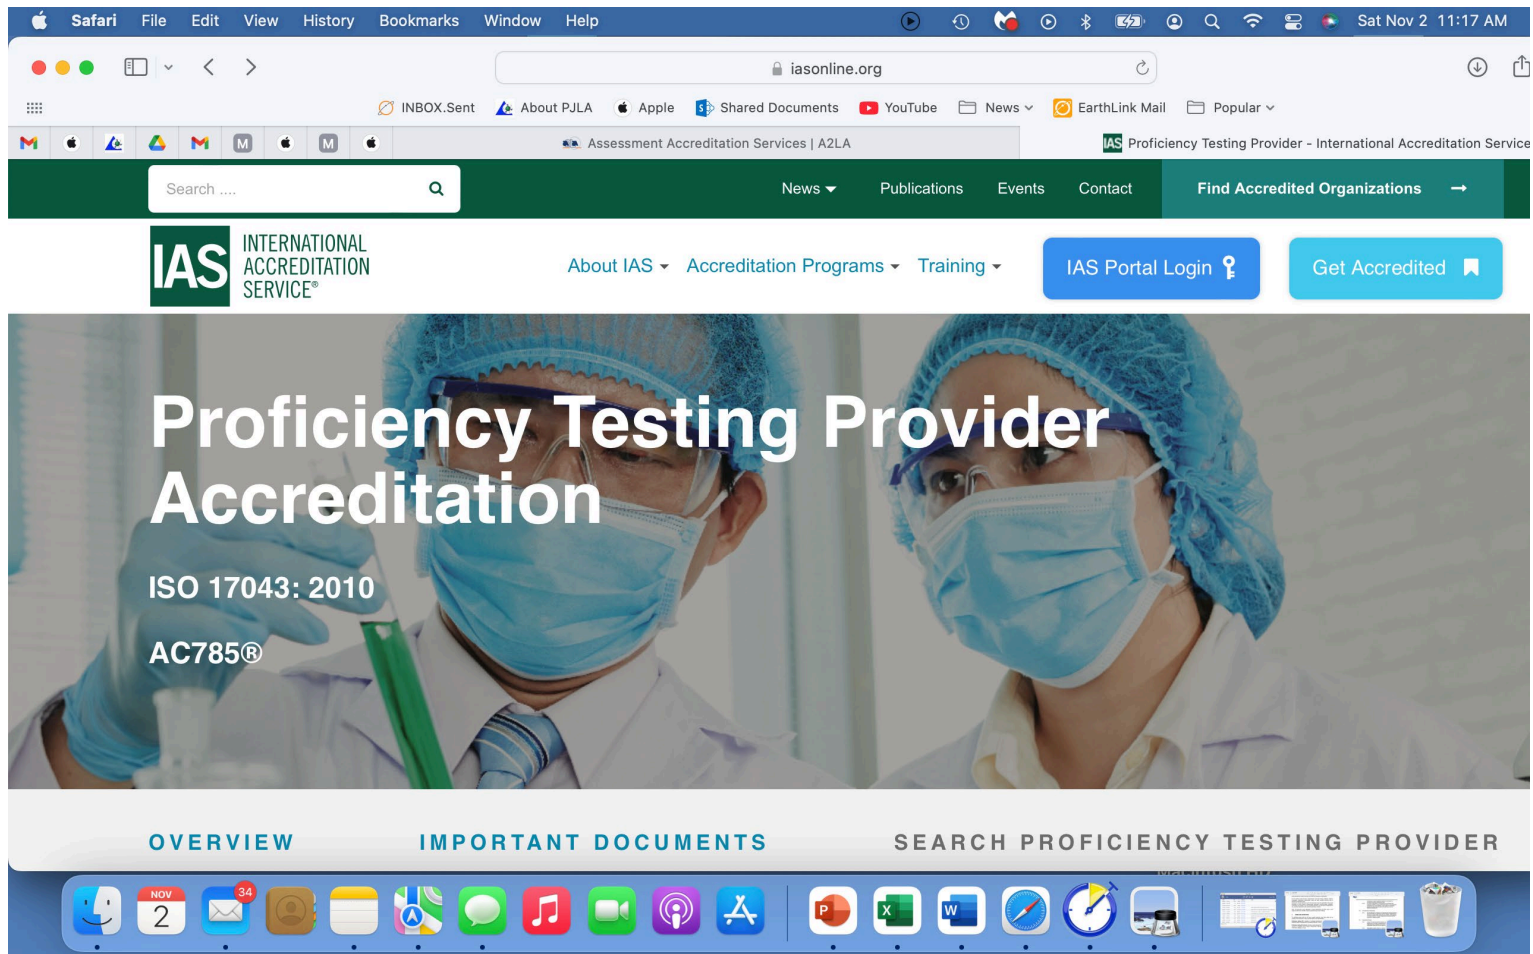 Safari File Edit View History Bookmarks Window Help Sat Nov 2 11:17 AM
iasonline.org
INBOX.Sent About PJLA Apple Shared Documents YouTube News EarthLink Mail Popular
M M Assessment Accreditation Services | A2LA IAS Proficiency Testing Provider - International Accreditation Service
Search .... News Publications Events Contact Find Accredited Organizations →
IAS INTERNATIONAL
ACCREDITATION
SERVICE®
About IAS Accreditation Programs Training IAS Portal Login Get Accredited
Proficiency Testing Provider
Accreditation
ISO 17043: 2010
AC785®
OVERVIEW IMPORTANT DOCUMENTS SEARCH PROFICIENCY TESTING PROVIDER
NOV
2
34
P X W